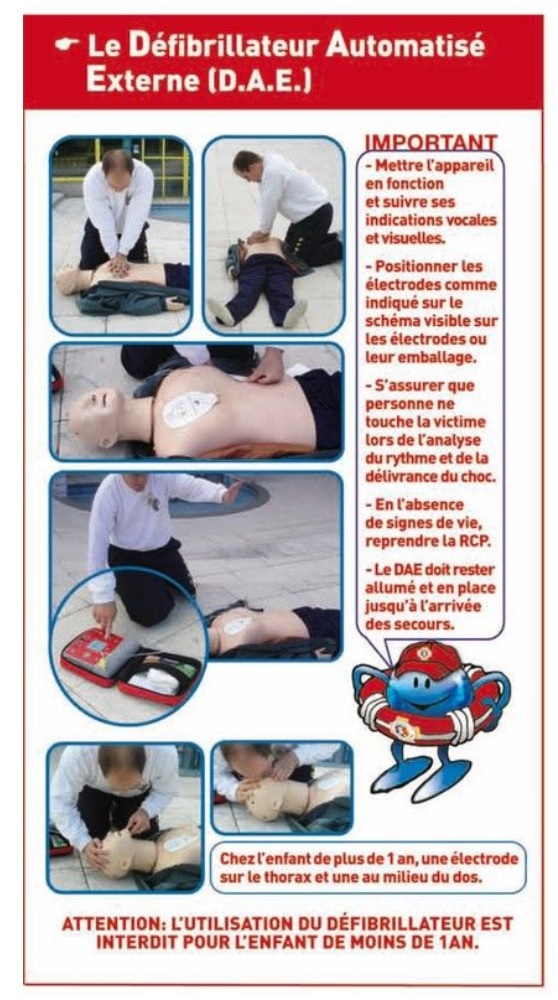 Le Défibrillateur Automatisé
Externe (D.A.E.)
IMPORTANT
- Mettre l'appareil
en fonction
et suivre ses
indications vocales
et visuelles.
- Positionner les
électrodes comme
indiqué sur le
schéma visible sur
les électrodes ou
leur emballage.
- S'assurer que
personne ne
touche la victime
lors de l'analyse
du rythme et de la
délivrance du choc.
- En l'absence
de signes de vie,
reprendre la RCP.
- Le DAE doit rester
allumé et en place
jusqu'à l'arrivée
des secours.
Chez l'enfant de plus de 1 an, une électrode
sur le thorax et une au milieu du dos.
ATTENTION: L'UTILISATION DU DÉFIBRILLATEUR EST
INTERDIT POUR L'ENFANT DE MOINS DE 1AN.